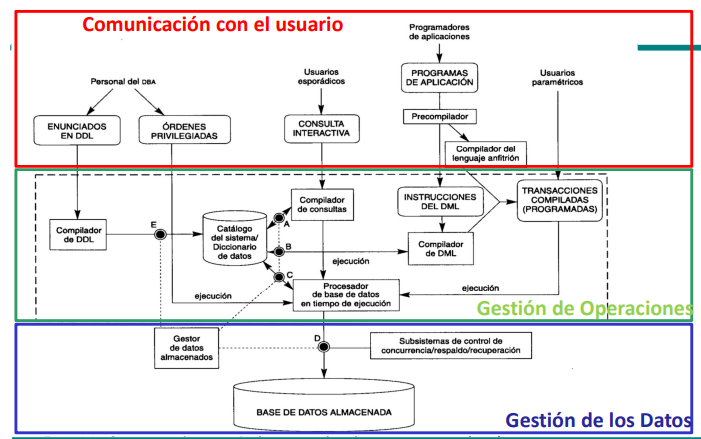 Comunicación con el usuario
Programadores
de aplicaciones
Personal del DBA
Usuarios
esporádicos
PROGRAMAS
DE APLICACIÓN
Usuarios
paramétricos
ENUNCIADOS
EN DDL
ÓRDENES
PRIVILEGIADAS
CONSULTA
INTERACTIVA
Precompilador
Compilador del
lenguaje anfitrión
Compilador
de DDL
E
Catálogo
del sistema/
Diccionario
de datos
A
B
C
Compilador
de consultas
INSTRUCCIONES
DEL DML
TRANSACCIONES
COMPILADAS
(PROGRAMADAS)
Compilador
de DML
ejecución
ejecución
Procesador
de base de datos
en tiempo de ejecución
ejecución
ejecución
Gestión de Operaciones
Gestor
de datos
almacenados
D
Subsistemas de control de
concurrencia/respaldo/recuperación
BASE DE DATOS ALMACENADA
Gestión de los Datos